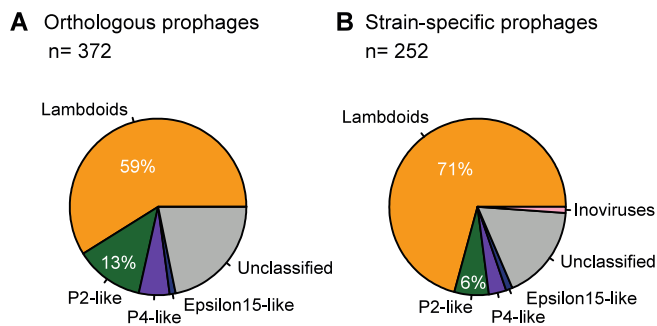 A Orthologous prophages
n= 372
Lambdoids
59%
13%
P2-like
P4-like
Epsilon15-like
Unclassified
B Strain-specific prophages
n= 252
Lambdoids
71%
Inoviruses
Unclassified
6%
Epsilon15-like
P2-like
P4-like